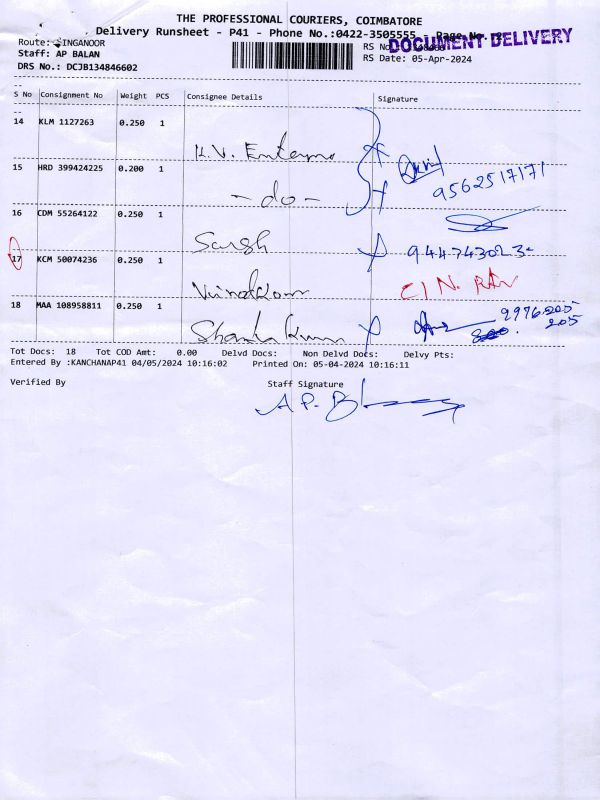 THE PROFESSIONAL COURIERS, COIMBATORE
Delivery Runsheet - P41 - Phone No.:0422-3505555 Page No.
DOCUMENT DELIVERY
Route: SINGANOOR
RS No
Staff: AP BALAN
RS Date: 05-Apr-2024
DRS No.: DCJB134846602
S No Consignment No Weight PCS Consignee Details Signature
14 KLM 1127263 0.250 1
K.V.
15 HRD 399424225 0.200 1
- do -
9562517171
16 CDM 55264122 0.250 1
17 KCM 50074236 0.250 1
18 MAA 108958811 0.250 1
Tot Docs: 18 Tot COD Amt: 0.00 Delvd Docs: Non Delvd Docs: Delvy Pts:
Entered By :KANCHANAP41 04/05/2024 10:16:02 Printed On: 05-04-2024 10:16:11
Verified By Staff Signature
A P.